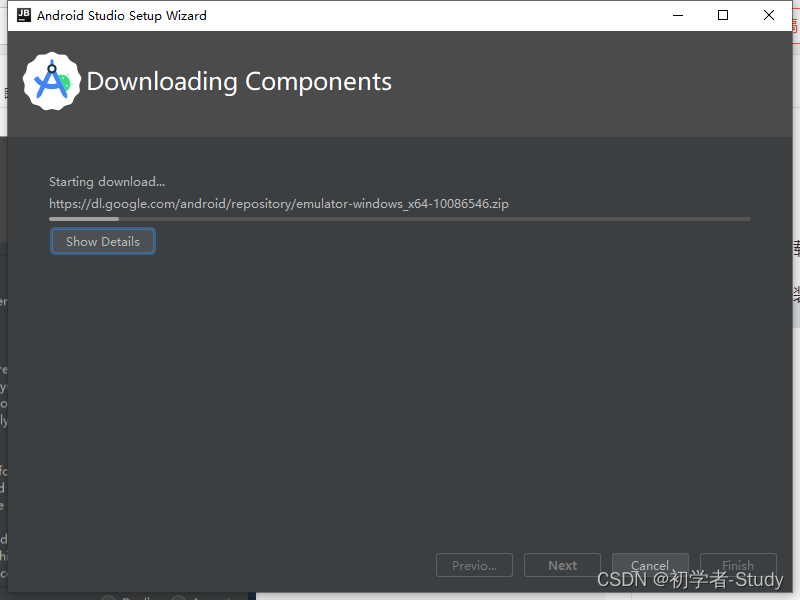 JB
Android Studio Setup Wizard
Downloading Components
Starting download...
https://dl.google.com/android/repository/emulator-windows_x64-10086546.zip
Show Details
Previo...
Next
Cancel
Finish
CSDN @初学者-Study